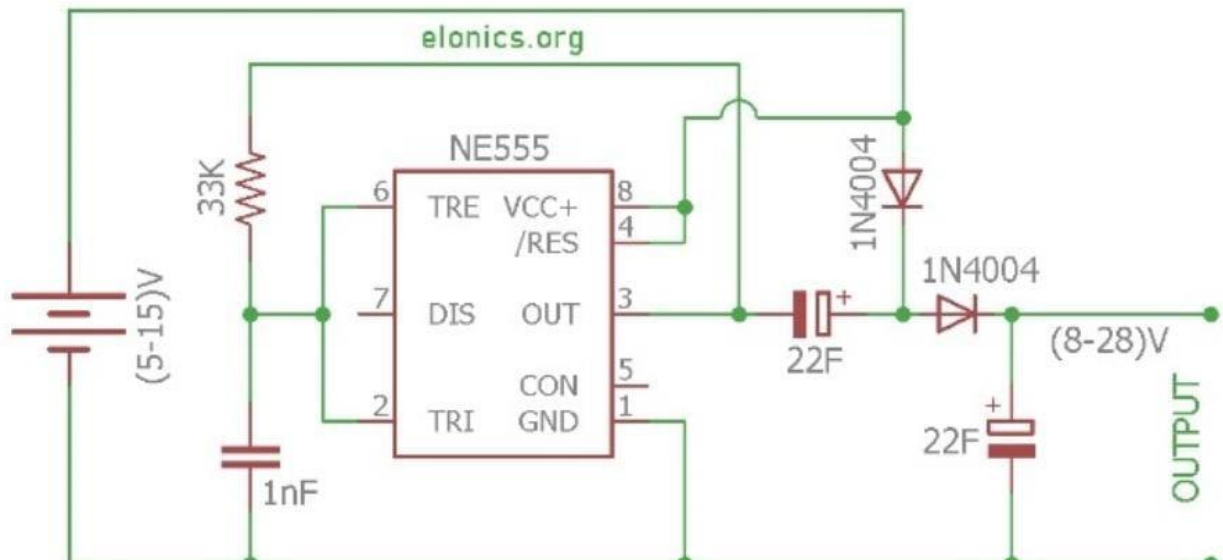 elonics.org
NE555
33K
6
TRE
VCC+
8
/RES
4
1N4004
1N4004
7
DIS
OUT
3
+
22F
(5-15)V
(8-28)V
CON
5
2
TRI
GND
1
+
22F
1nF
OUTPUT